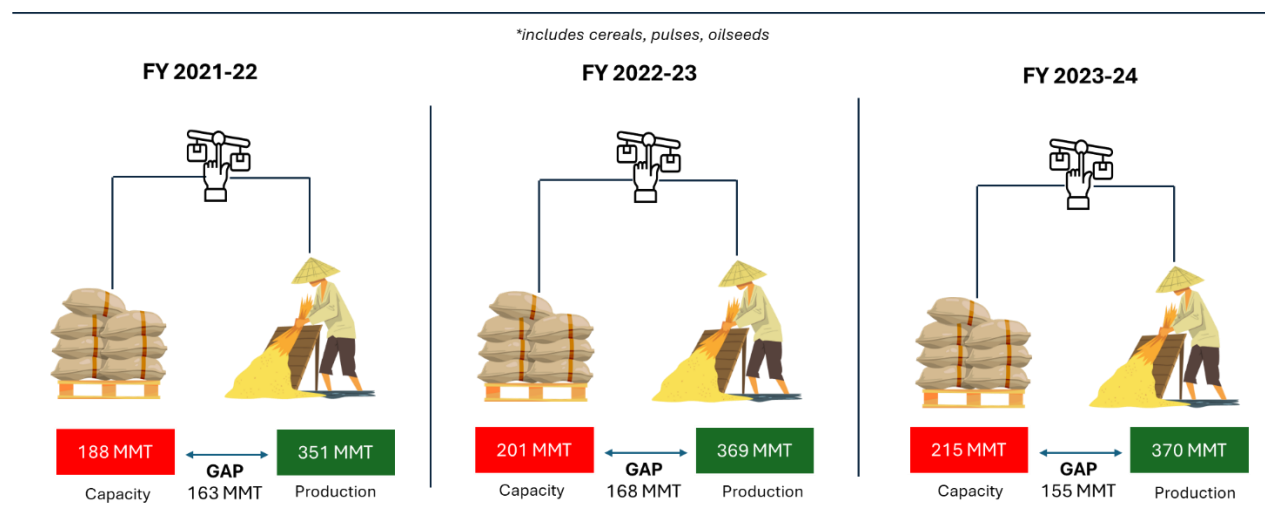 *includes cereals, pulses, oilseeds
FY 2021-22
FY 2022-23
FY 2023-24
188 MMT
GAP
163 MMT
351 MMT
Capacity
Production
201 MMT
GAP
168 MMT
369 MMT
Capacity
Production
215 MMT
GAP
155 MMT
370 MMT
Capacity
Production